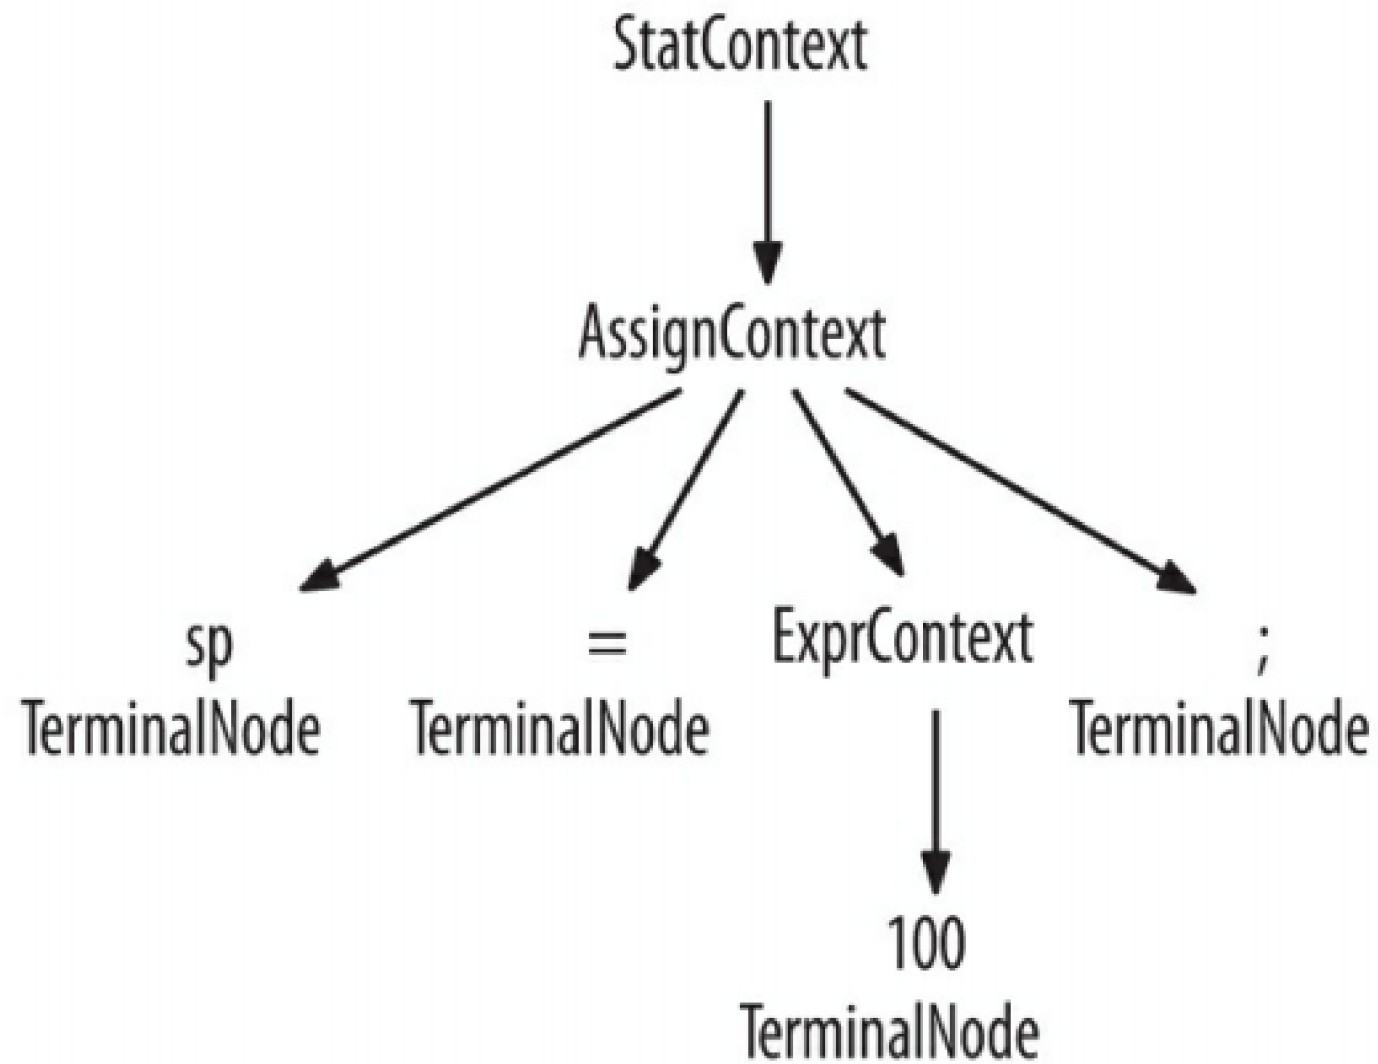 StatContext
AssignContext
sp
TerminalNode
=
TerminalNode
ExprContext
;
TerminalNode
100
TerminalNode